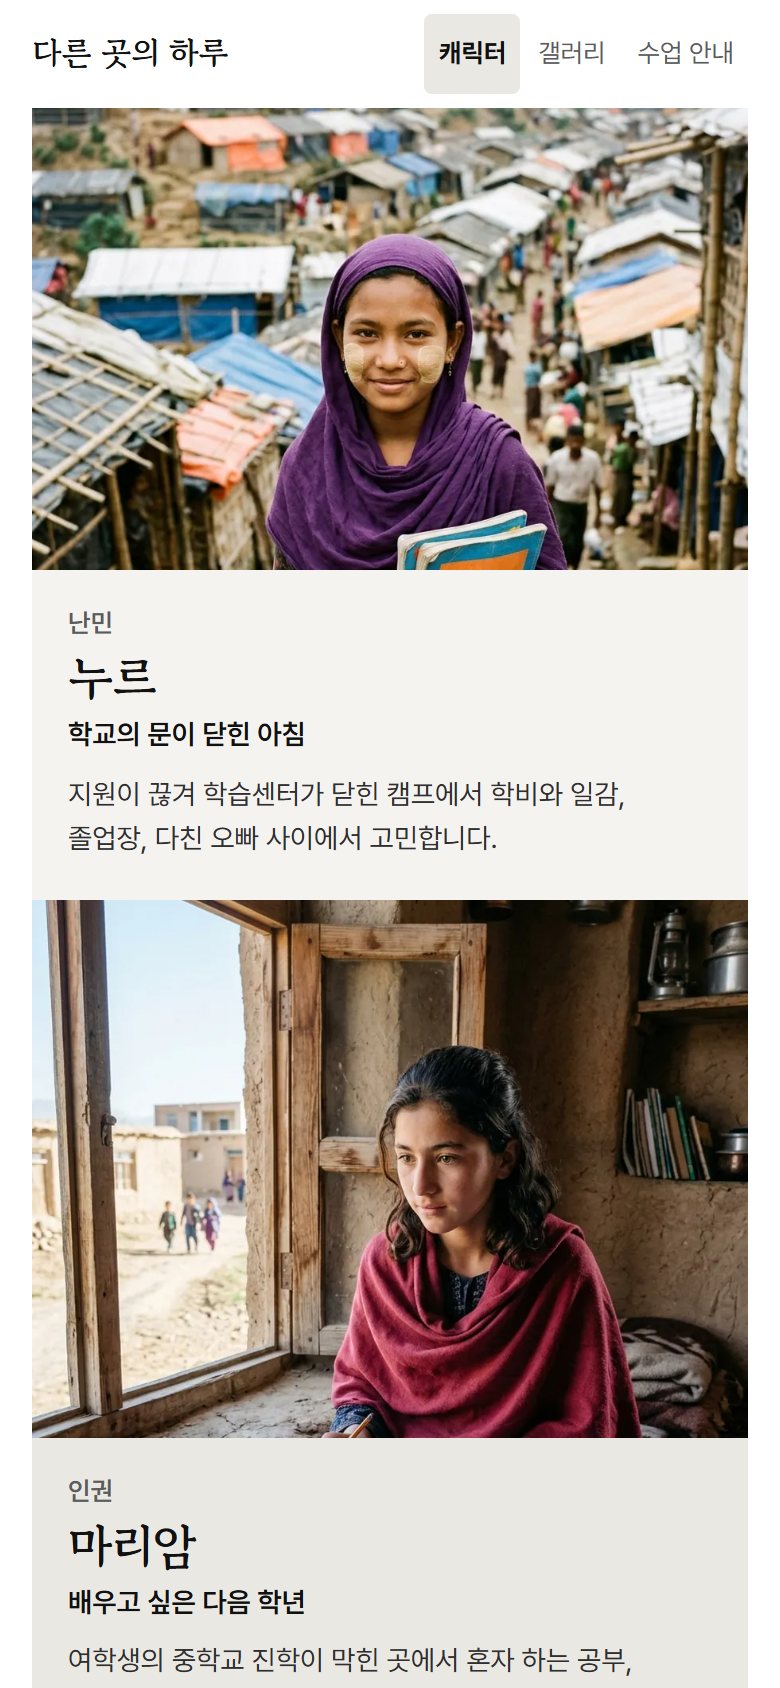 다른 곳의 하루
캐릭터 갤러리 수업 안내
난민
누르
학교의 문이 닫힌 아침
지원이 끊겨 학습센터가 닫힌 캠프에서 학비와 일감,
졸업장, 다친 오빠 사이에서 고민합니다.
인권
마리암
배우고 싶은 다음 학년
여학생의 중학교 진학이 막힌 곳에서 혼자 하는 공부,